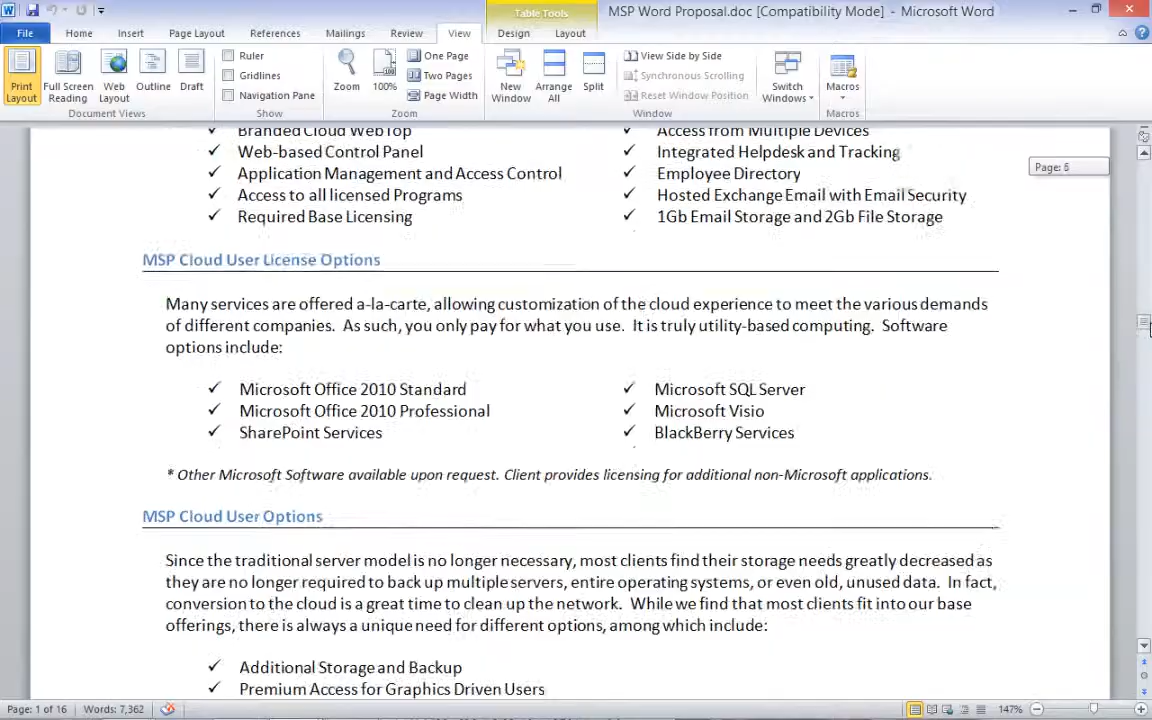 Table Tools
MSP Word Proposal.doc [Compatibility Mode] - Microsoft Word
File Home Insert Page Layout References Mailings Review View Design Layout
Print Layout
Full Screen Reading
Web Layout
Outline
Draft
Document Views
Ruler
Gridlines
Navigation Pane
Show
Zoom
100%
One Page
Two Pages
Page Width
Zoom
New Window
Arrange All
Split
View Side by Side
Synchronous Scrolling
Reset Window Position
Window
Switch Windows
Macros
Macros
Branded Cloud WebTop
Access from Multiple Devices
Web-based Control Panel
Integrated Helpdesk and Tracking
Application Management and Access Control
Employee Directory
Access to all licensed Programs
Hosted Exchange Email with Email Security
Required Base Licensing
1Gb Email Storage and 2Gb File Storage
Page: 5
MSP Cloud User License Options
Many services are offered a-la-carte, allowing customization of the cloud experience to meet the various demands
of different companies. As such, you only pay for what you use. It is truly utility-based computing. Software
options include:
Microsoft Office 2010 Standard
Microsoft SQL Server
Microsoft Office 2010 Professional
Microsoft Visio
SharePoint Services
BlackBerry Services
* Other Microsoft Software available upon request. Client provides licensing for additional non-Microsoft applications.
MSP Cloud User Options
Since the traditional server model is no longer necessary, most clients find their storage needs greatly decreased as
they are no longer required to back up multiple servers, entire operating systems, or even old, unused data. In fact,
conversion to the cloud is a great time to clean up the network. While we find that most clients fit into our base
offerings, there is always a unique need for different options, among which include:
Additional Storage and Backup
Premium Access for Graphics Driven Users
Page: 1 of 16 Words: 7,362 147%